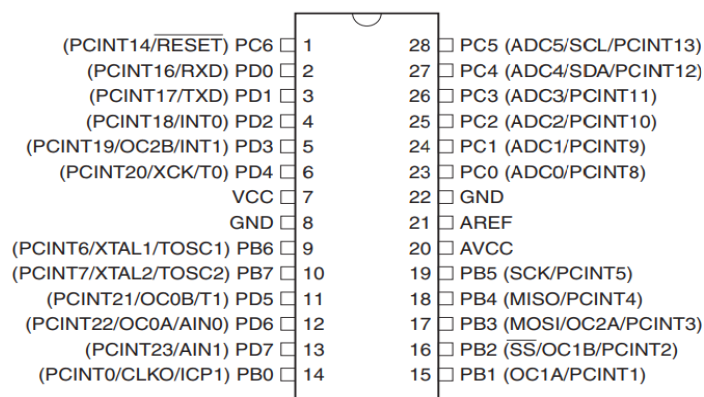 (PCINT14/RESET) PC6 1 28 PC5 (ADC5/SCL/PCINT13)
(PCINT16/RXD) PD0 2 27 PC4 (ADC4/SDA/PCINT12)
(PCINT17/TXD) PD1 3 26 PC3 (ADC3/PCINT11)
(PCINT18/INT0) PD2 4 25 PC2 (ADC2/PCINT10)
(PCINT19/OC2B/INT1) PD3 5 24 PC1 (ADC1/PCINT9)
(PCINT20/XCK/T0) PD4 6 23 PC0 (ADC0/PCINT8)
VCC 7 22 GND
GND 8 21 AREF
(PCINT6/XTAL1/TOSC1) PB6 9 20 AVCC
(PCINT7/XTAL2/TOSC2) PB7 10 19 PB5 (SCK/PCINT5)
(PCINT21/OC0B/T1) PD5 11 18 PB4 (MISO/PCINT4)
(PCINT22/OC0A/AIN0) PD6 12 17 PB3 (MOSI/OC2A/PCINT3)
(PCINT23/AIN1) PD7 13 16 PB2 (SS/OC1B/PCINT2)
(PCINT0/CLKO/ICP1) PB0 14 15 PB1 (OC1A/PCINT1)